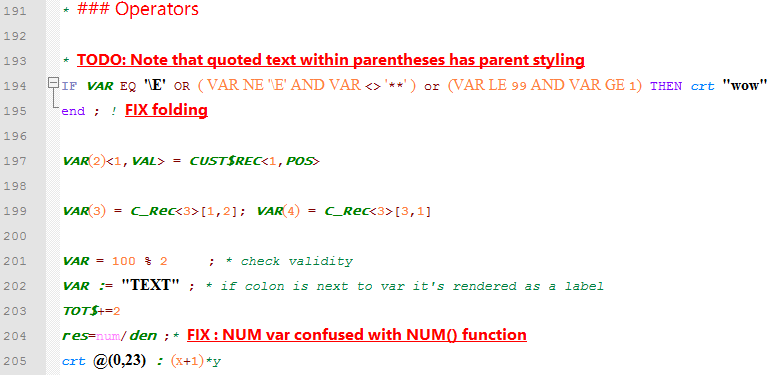 191 * ### Operators
192
193 * TODO: Note that quoted text within parentheses has parent styling
194 IF VAR EQ '\E' OR ( VAR NE '\E' AND VAR <> '**' ) or (VAR LE 99 AND VAR GE 1) THEN crt "wow"
195 end ; ! FIX folding
196
197 VAR(2)<1,VAL> = CUST$REC<1,POS>
198
199 VAR(3) = C_Rec<3>[1,2]; VAR(4) = C_Rec<3>[3,1]
200
201 VAR = 100 % 2 ; * check validity
202 VAR := "TEXT" ; * if colon is next to var it's rendered as a label
203 TOT$+=2
204 res=num/den ;* FIX : NUM var confused with NUM() function
205 crt @(0,23) : (x+1)*y